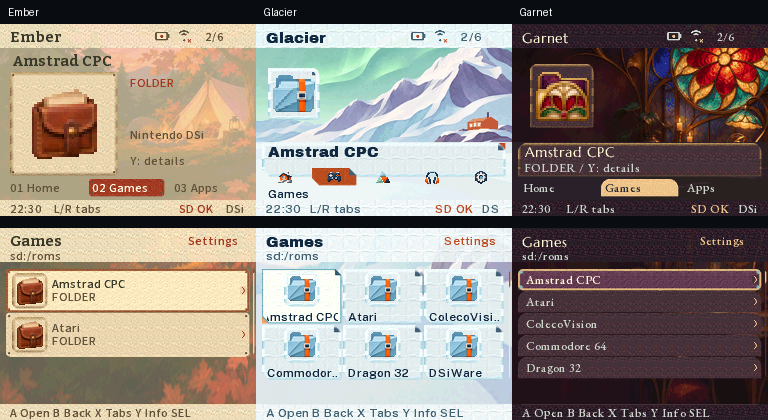 Ember
Ember 2/6
Amstrad CPC
FOLDER
Nintendo DSi
Y: details
01 Home 02 Games 03 Apps
22:30 L/R tabs SD OK DSi
Games Settings
sd:/roms
Amstrad CPC
FOLDER
Atari
FOLDER
A Open B Back X Tabs Y Info SEL
Glacier
Glacier 2/6
Amstrad CPC
Games
22:30 L/R tabs SD OK DS
Games Settings
sd:/roms
mstrad CPC Atari ColecoVisi..
Commodor.. Dragon 32 DSiWare
A Open B Back X Tabs Y Info SEL
Garnet
Garnet 2/6
Amstrad CPC
FOLDER / Y: details
Home Games Apps
22:30 L/R tabs SD OK DSi
Games Settings
sd:/roms
Amstrad CPC
Atari
ColecoVision
Commodore 64
Dragon 32
A Open B Back X Tabs Y Info SEL